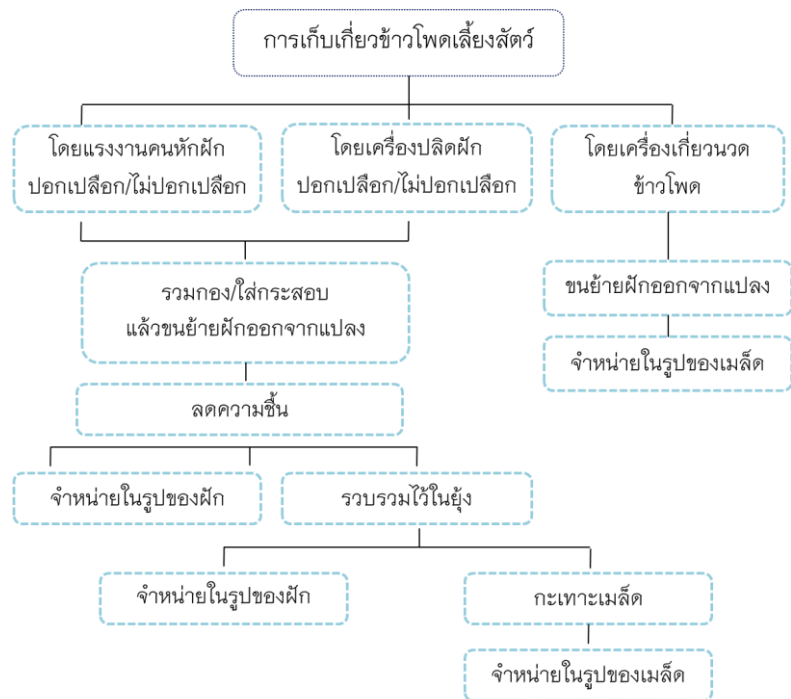 การเก็บเกี่ยวข้าวโพดเลี้ยงสัตว์
โดยแรงงานคนหักฝัก
ปอกเปลือก/ไม่ปอกเปลือก
โดยเครื่องปลิดฝัก
ปอกเปลือก/ไม่ปอกเปลือก
โดยเครื่องเกี่ยวนวด
ข้าวโพด
รวมกอง/ใส่กระสอบ
แล้วขนย้ายฝักออกจากแปลง
ขนย้ายฝักออกจากแปลง
จำหน่ายในรูปของเมล็ด
ลดความชื้น
จำหน่ายในรูปของฝัก
รวบรวมไว้ในยุ้ง
จำหน่ายในรูปของฝัก
กะเทาะเมล็ด
จำหน่ายในรูปของเมล็ด